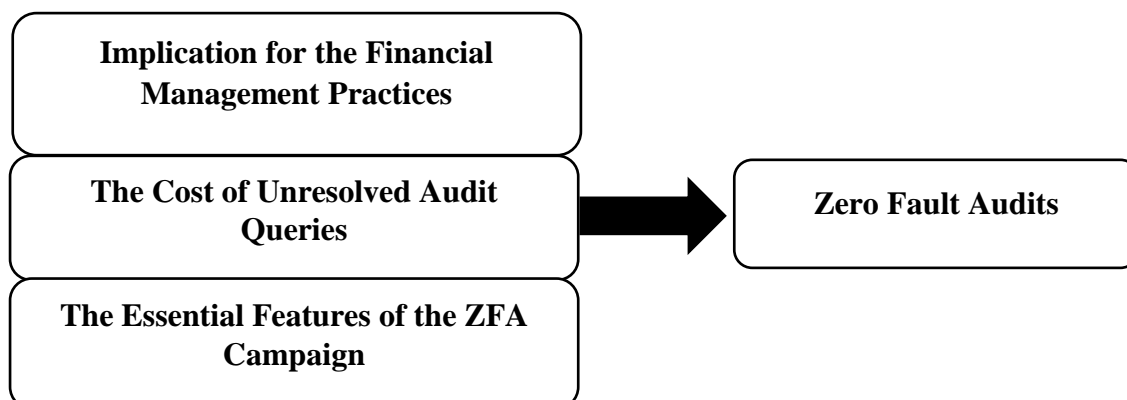 Implication for the Financial
Management Practices
The Cost of Unresolved Audit
Queries
Zero Fault Audits
The Essential Features of the ZFA
Campaign